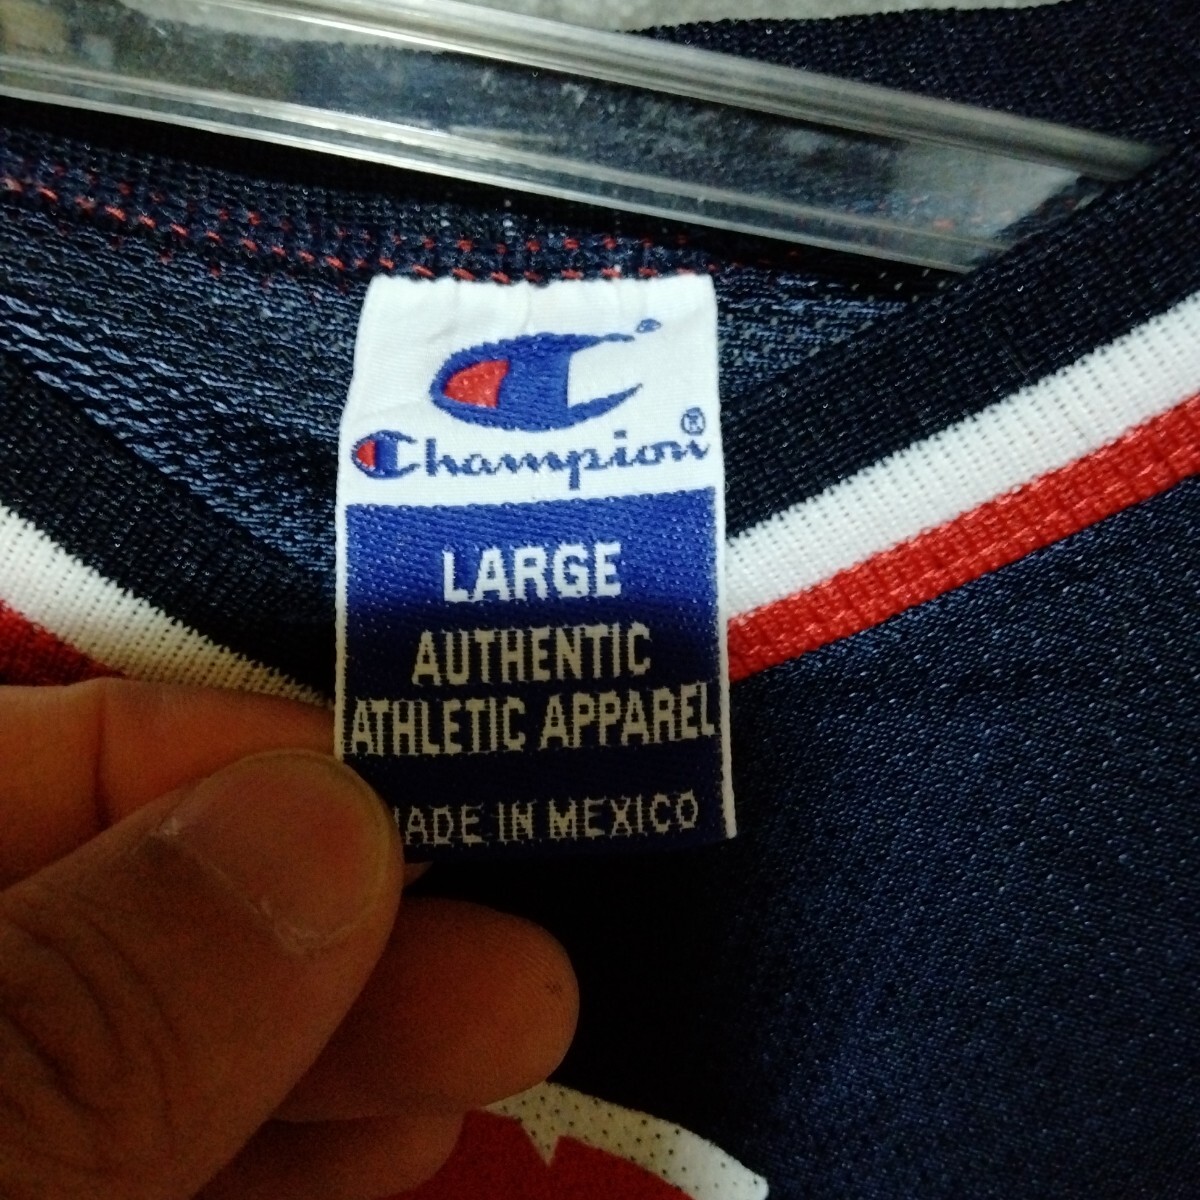 Champion®
LARGE
AUTHENTIC
ATHLETIC APPAREL
MADE IN MEXICO